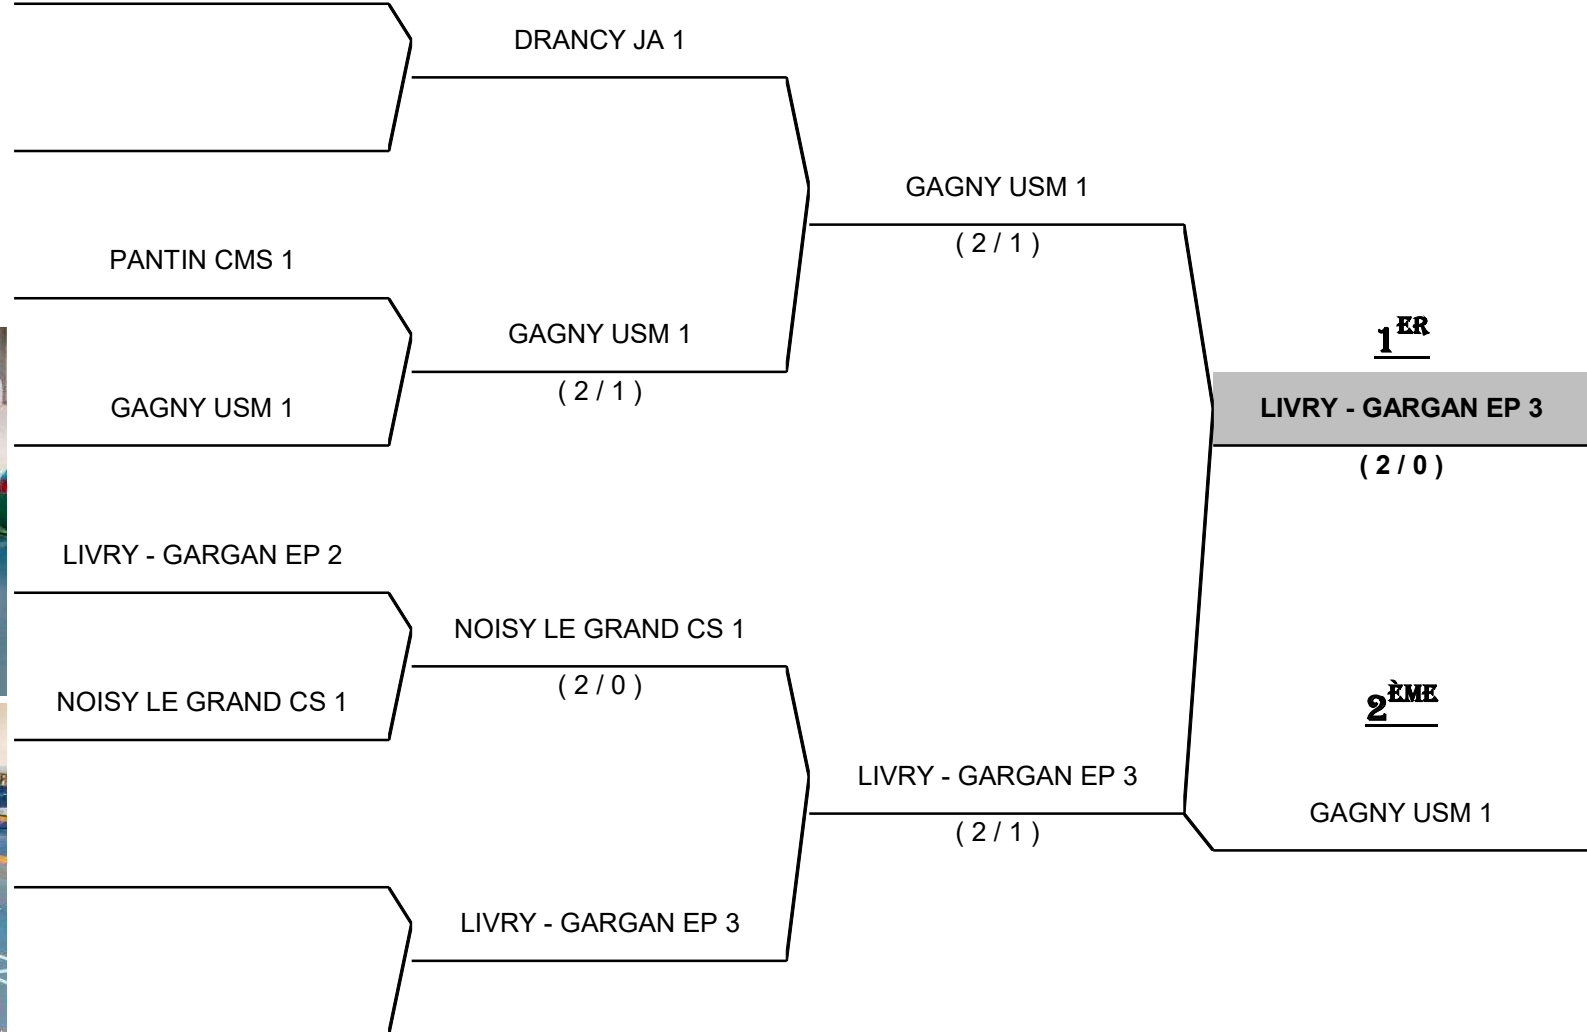 DRANCY JA 1
GAGNY USM 1
( 2 / 1 )
PANTIN CMS 1
GAGNY USM 1
( 2 / 1 )
GAGNY USM 1
1ER
LIVRY - GARGAN EP 3
( 2 / 0 )
LIVRY - GARGAN EP 2
NOISY LE GRAND CS 1
( 2 / 0 )
NOISY LE GRAND CS 1
2ÈME
LIVRY - GARGAN EP 3
( 2 / 1 )
GAGNY USM 1
LIVRY - GARGAN EP 3